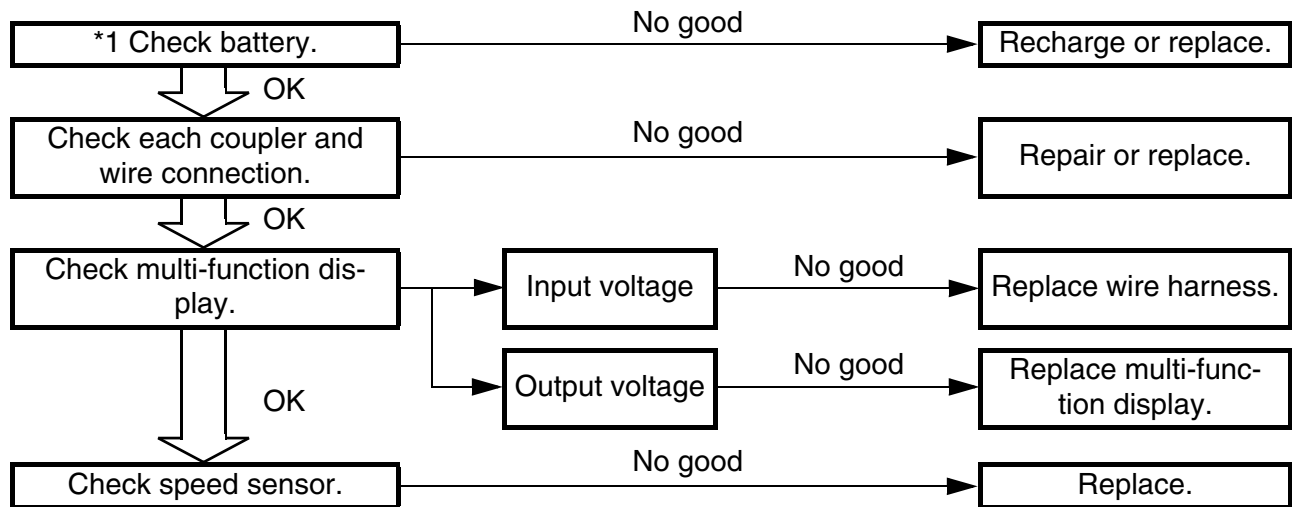 *1 Check battery.
No good
Recharge or replace.
OK
Check each coupler and
wire connection.
No good
Repair or replace.
OK
Check multi-function dis-
play.
Input voltage
No good
Replace wire harness.
Output voltage
No good
Replace multi-func-
tion display.
OK
Check speed sensor.
No good
Replace.